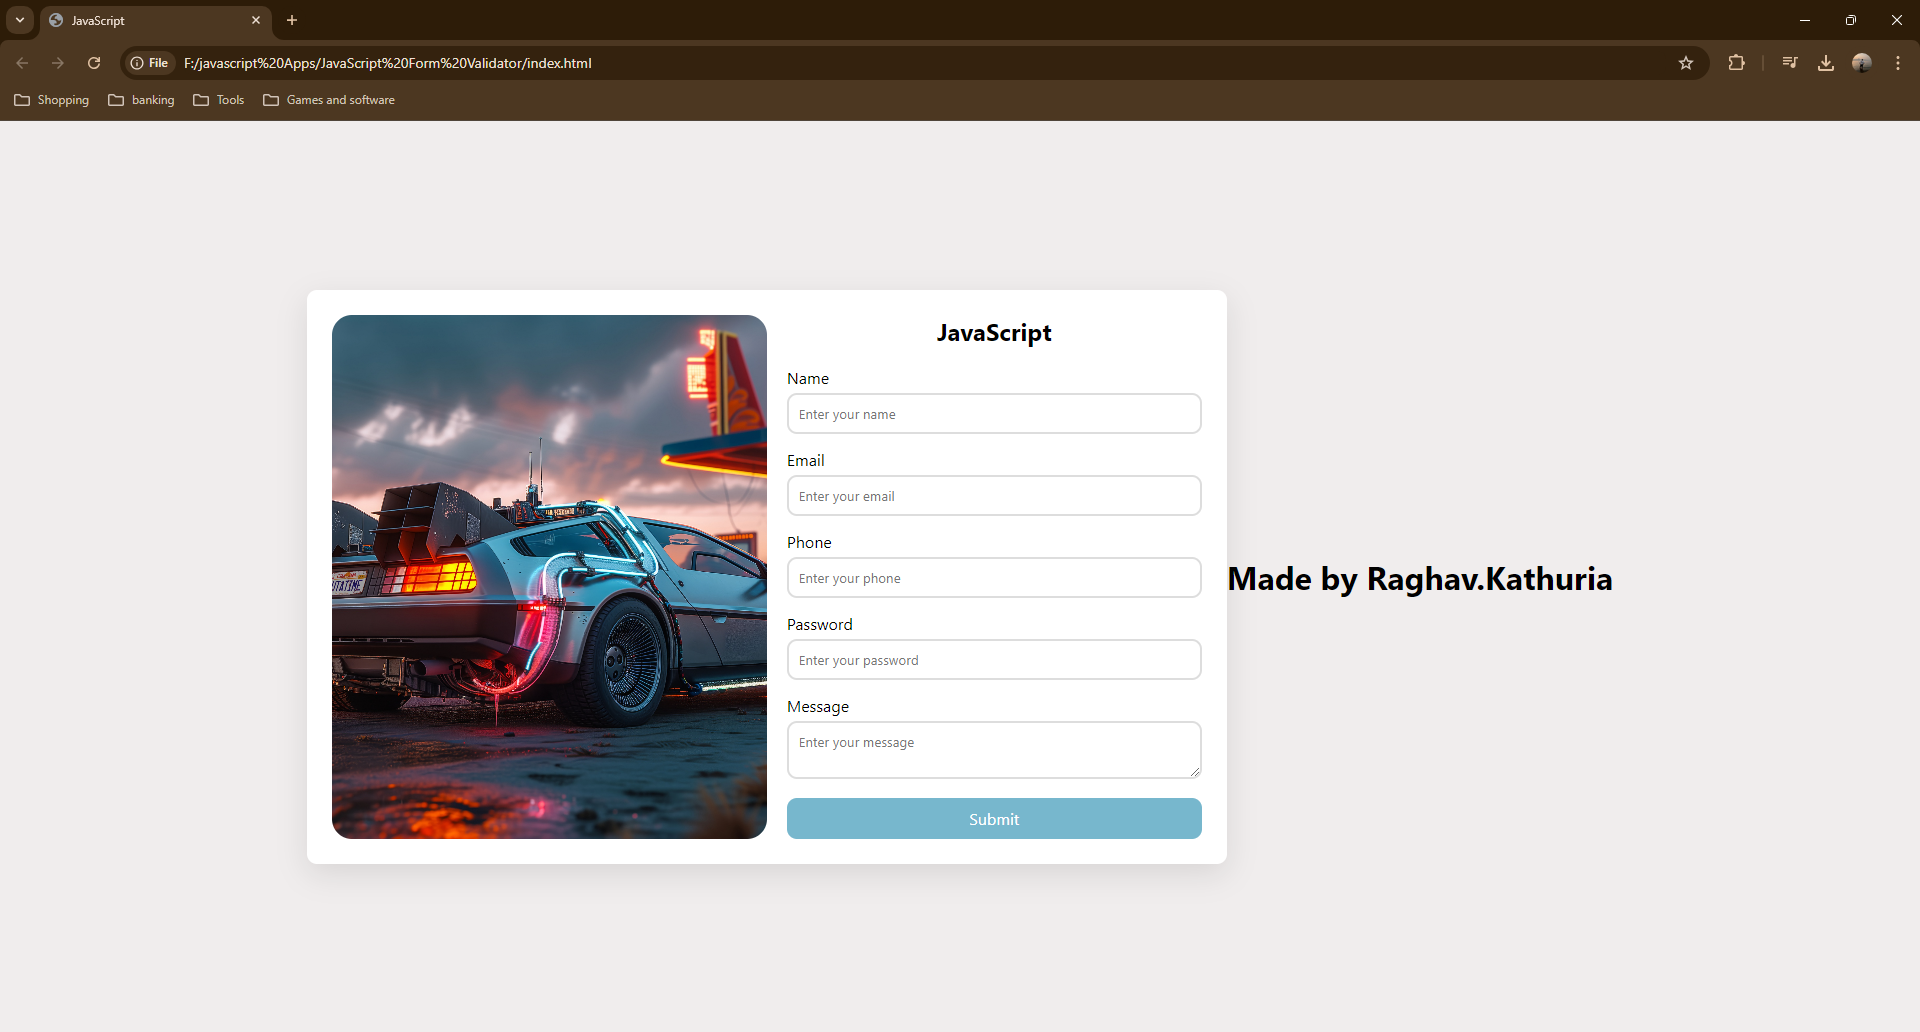 JavaScript
File
F:/javascript%20Apps/JavaScript%20Form%20Validator/index.html
Shopping
banking
Tools
Games and software
JavaScript
Name
Enter your name
Email
Enter your email
Phone
Enter your phone
Password
Enter your password
Message
Enter your message
Submit
Made by Raghav.Kathuria